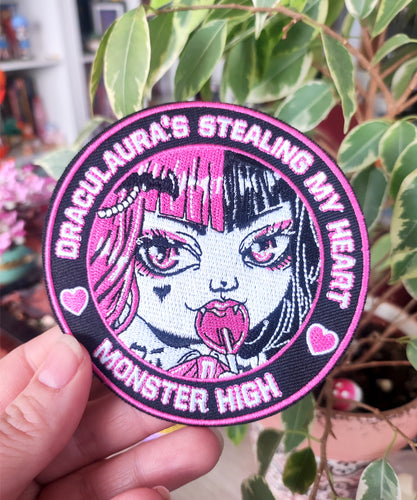 DRACULAURA'S STEALING MY HEART
MONSTER HIGH